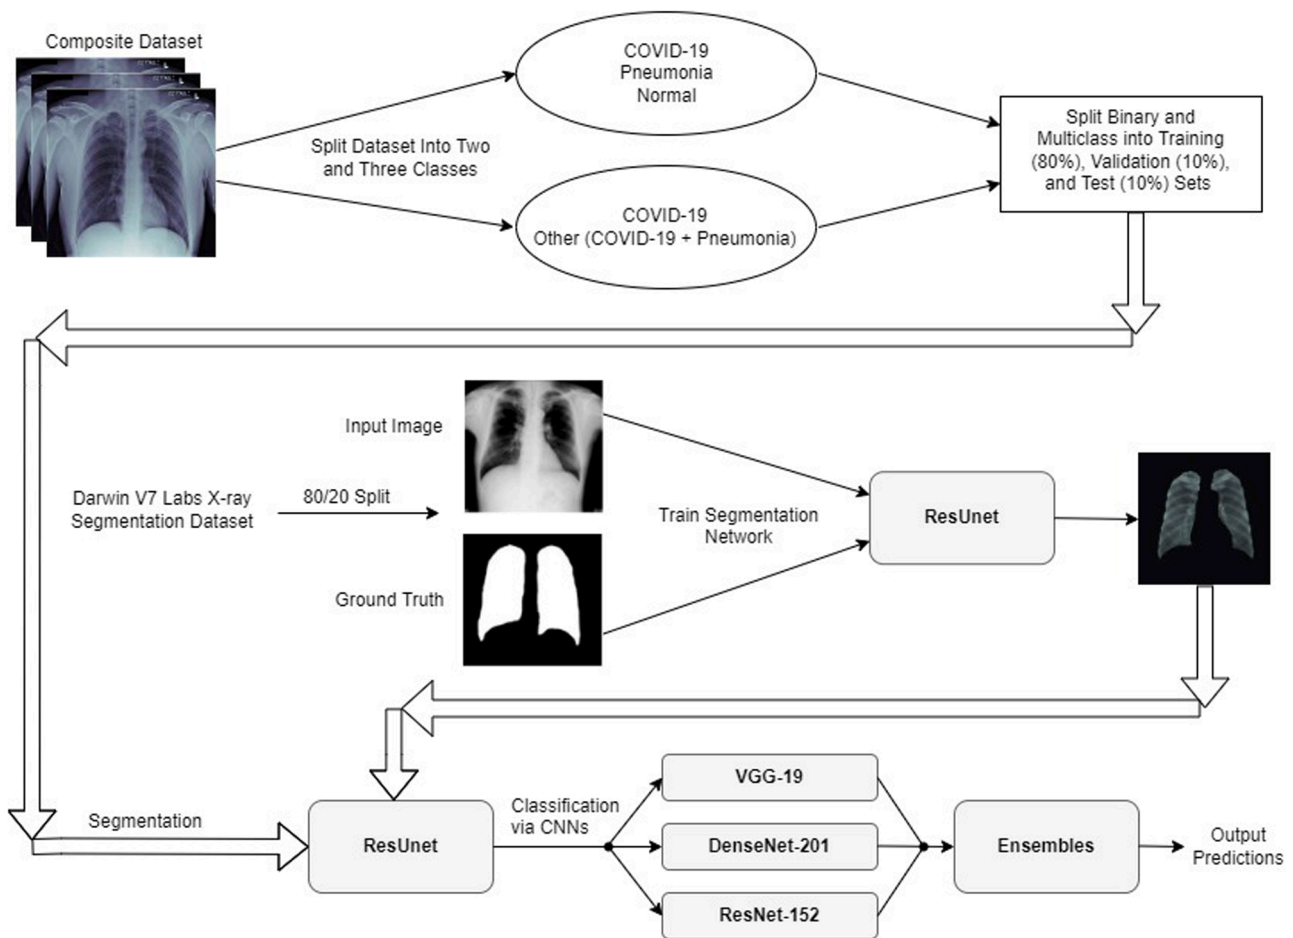 Composite Dataset
COVID-19
Pneumonia
Normal
Split Dataset Into Two
and Three Classes
COVID-19
Other (COVID-19 + Pneumonia)
Split Binary and
Multiclass into Training
(80%), Validation (10%),
and Test (10%) Sets
Input Image
Darwin V7 Labs X-ray
Segmentation Dataset
80/20 Split
Ground Truth
Train Segmentation
Network
ResUnet
Segmentation
ResUnet
Classification
via CNNs
VGG-19
DenseNet-201
ResNet-152
Ensembles
Output
Predictions